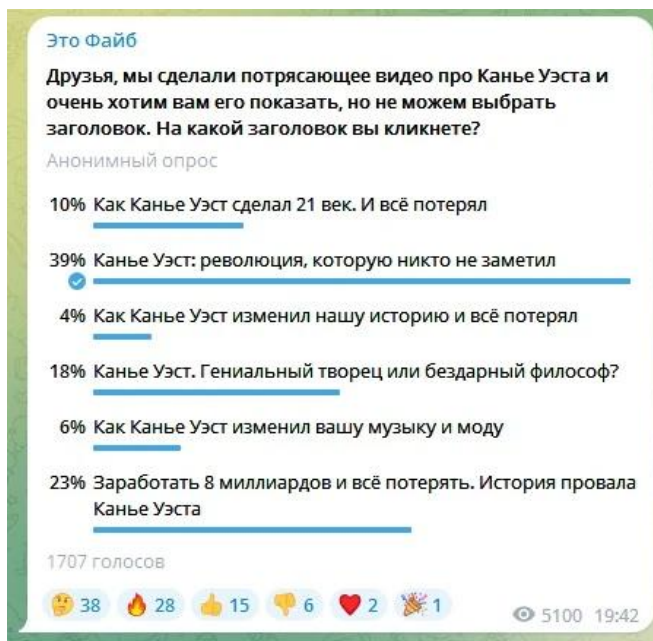 Это Файб
Друзья, мы сделали потрясающее видео про Канье Уэста и
очень хотим вам его показать, но не можем выбрать
заголовок. На какой заголовок вы кликнете?
Анонимный опрос
10% Как Канье Уэст сделал 21 век. И всё потерял
39% Канье Уэст: революция, которую никто не заметил
4% Как Канье Уэст изменил нашу историю и всё потерял
18% Канье Уэст. Гениальный творец или бездарный философ?
6% Как Канье Уэст изменил вашу музыку и моду
23% Заработать 8 миллиардов и всё потерять. История провала
Канье Уэста
1707 голосов
38 28 15 6 2 1 5100 19:42